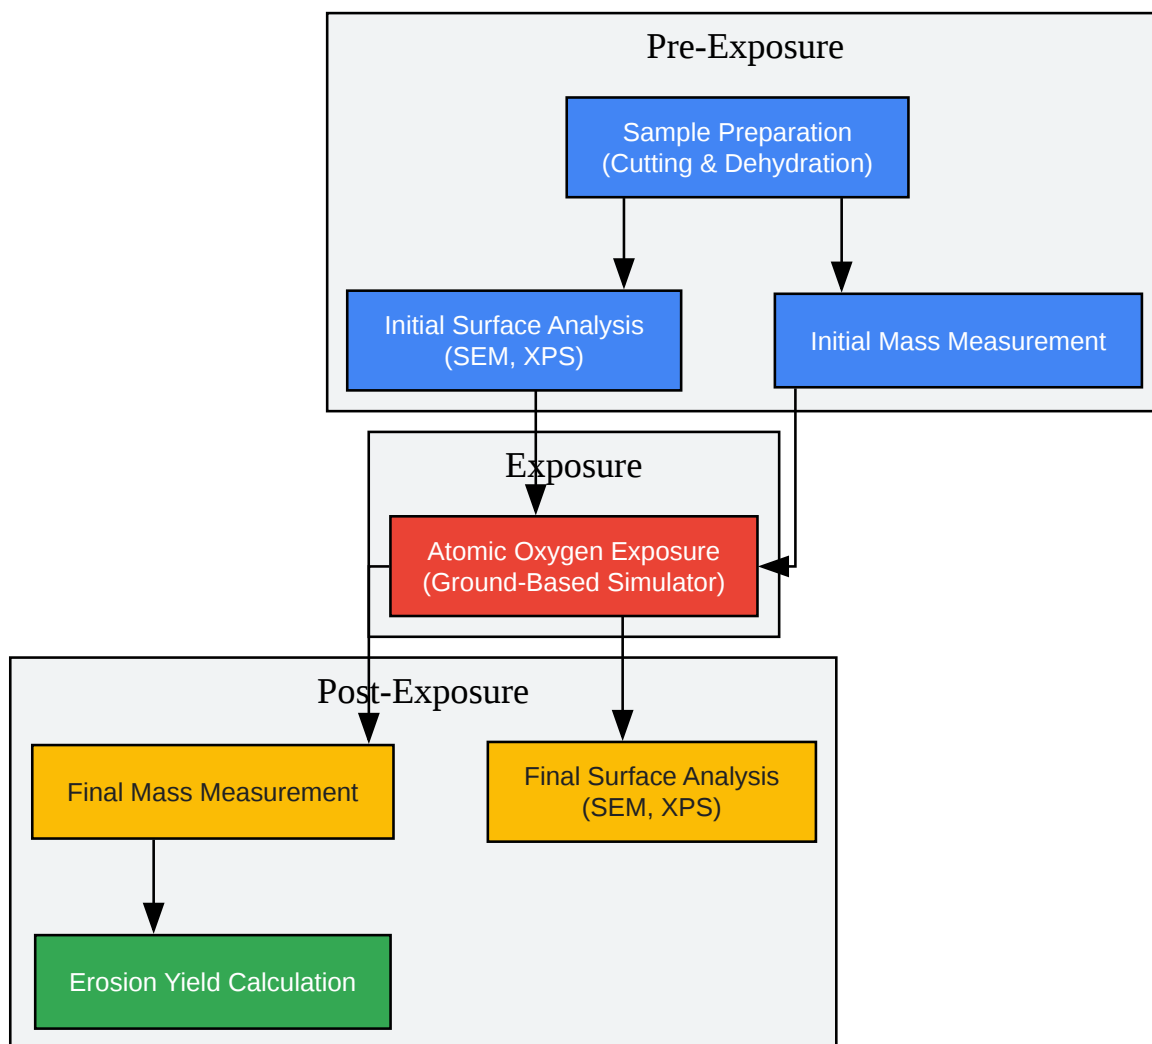 Pre-Exposure
Sample Preparation
(Cutting & Dehydration)
Initial Surface Analysis
(SEM, XPS)
Initial Mass Measurement
Exposure
Atomic Oxygen Exposure
(Ground-Based Simulator)
Post-Exposure
Final Mass Measurement
Final Surface Analysis
(SEM, XPS)
Erosion Yield Calculation